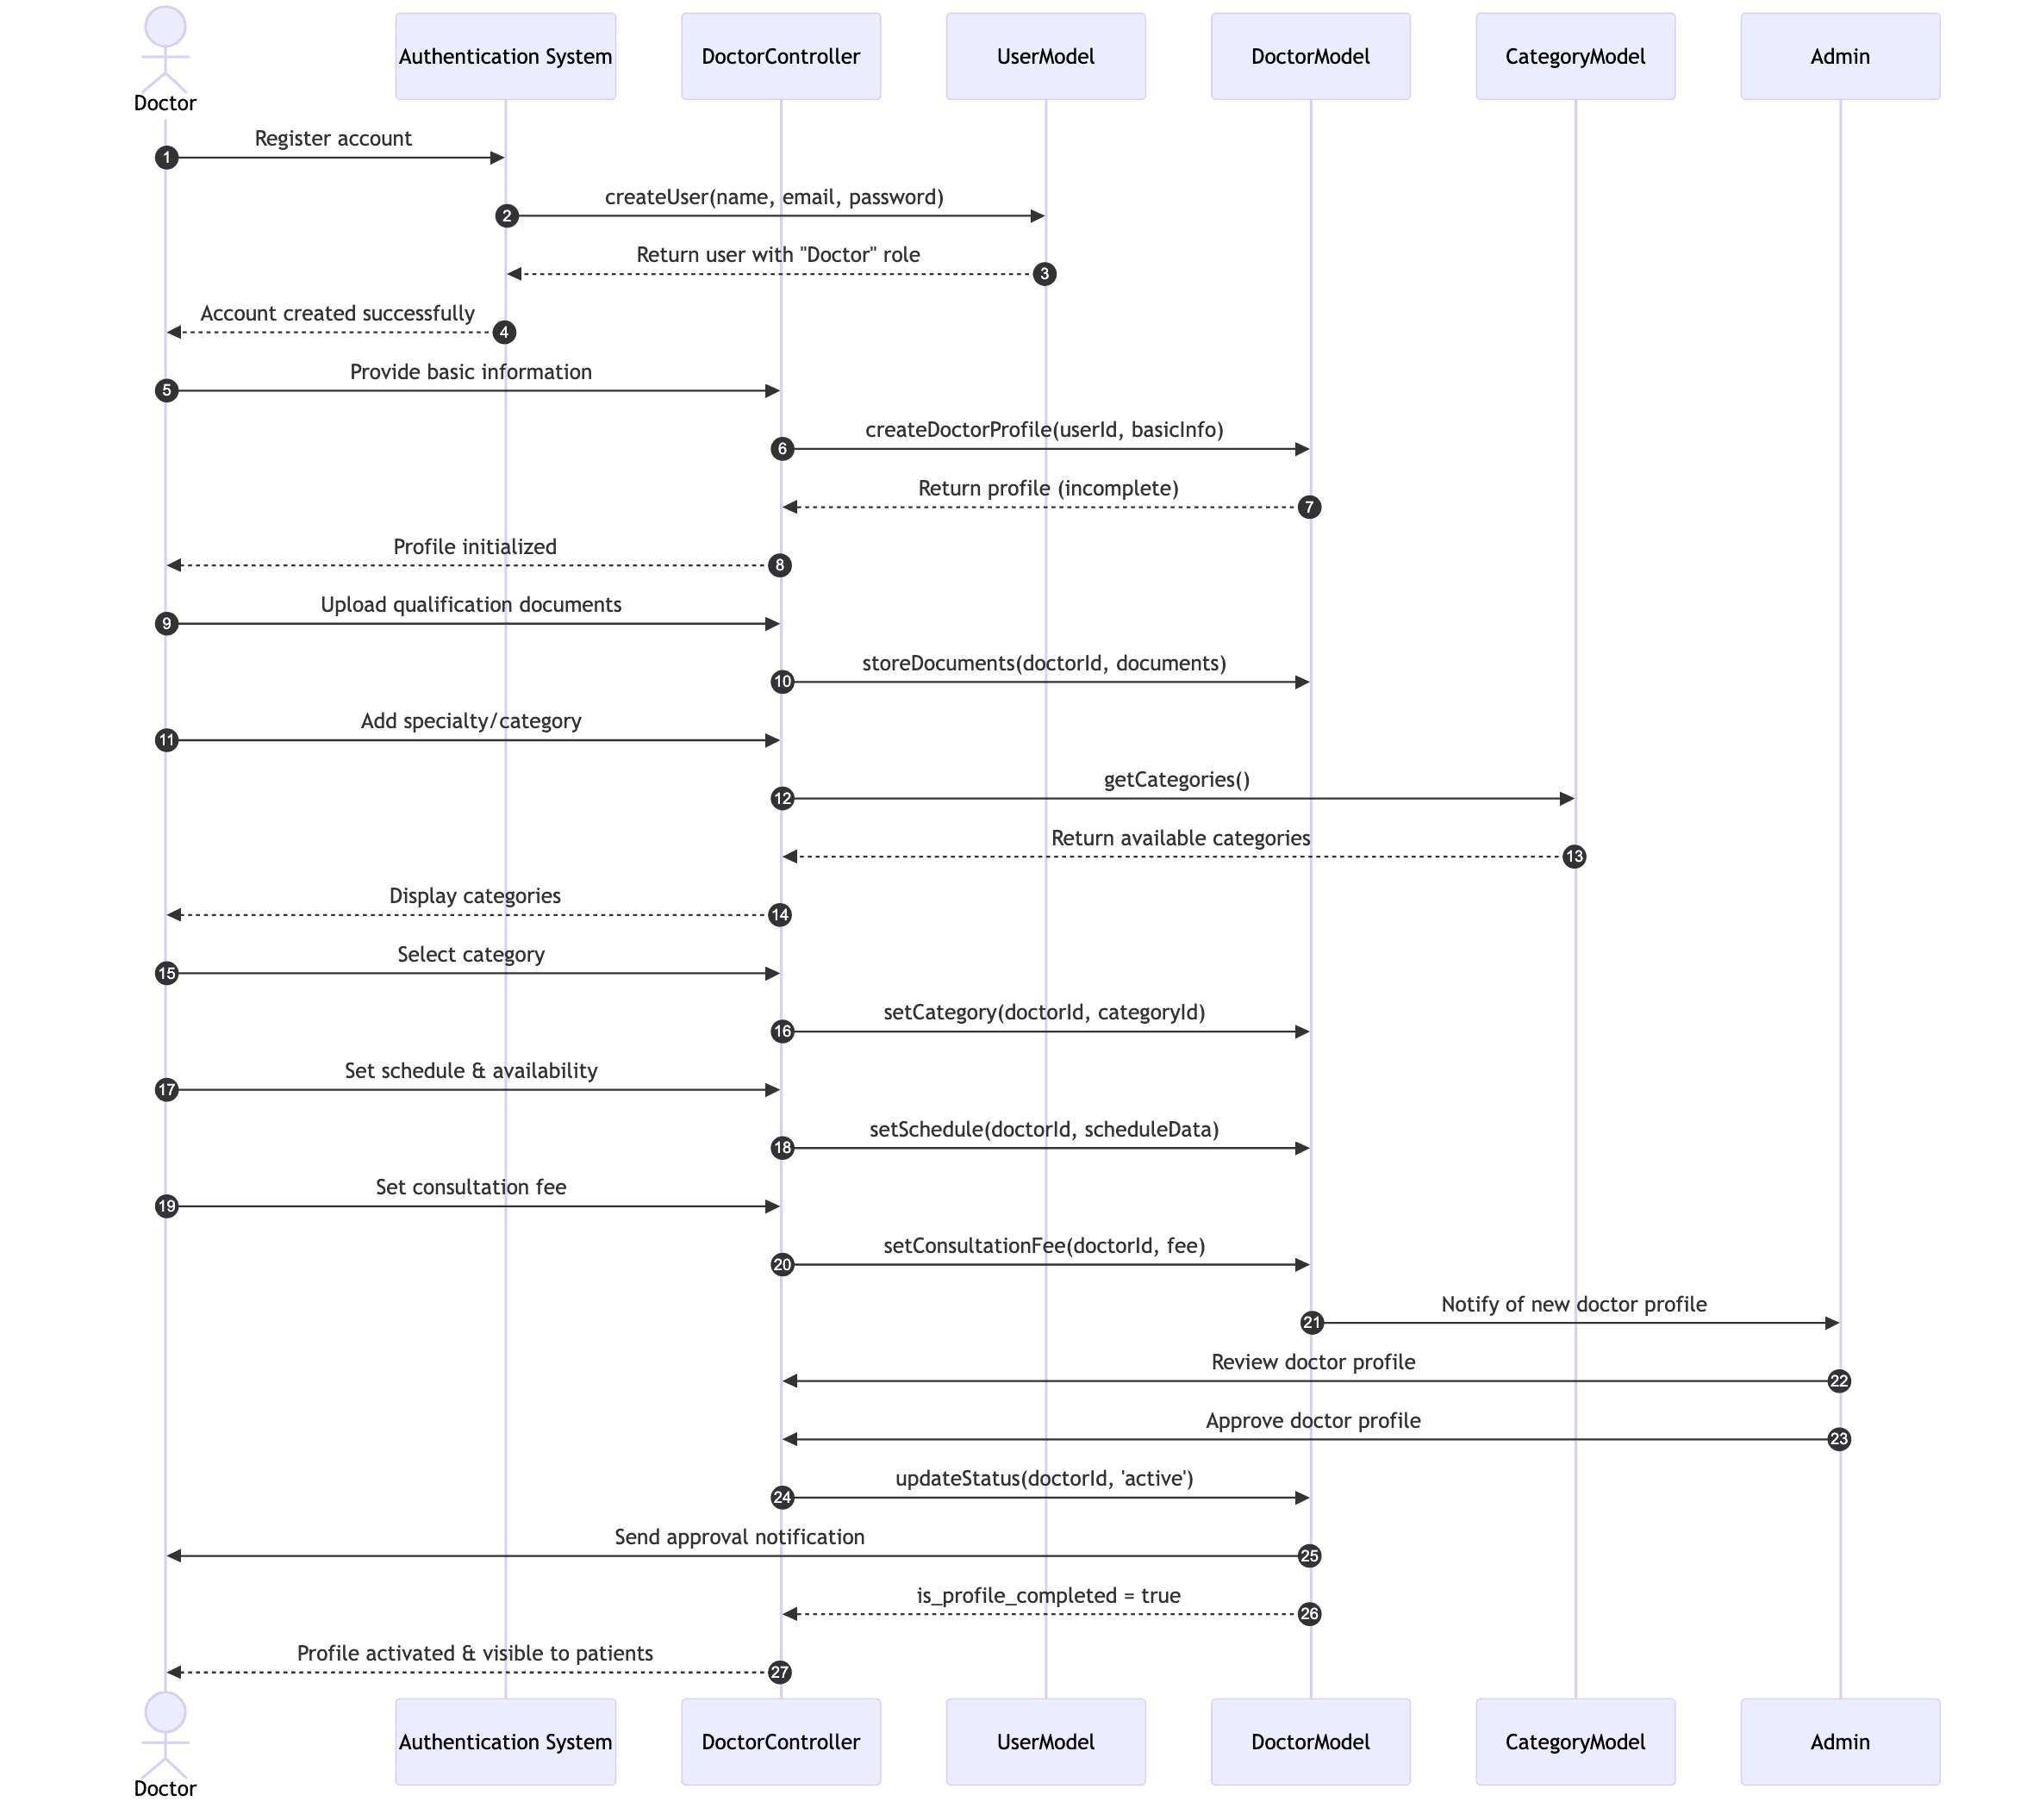 Doctor
Authentication System
DoctorController
UserModel
DoctorModel
CategoryModel
Admin
Register account
1
createUser(name, email, password)
2
Return user with "Doctor" role
3
Account created successfully
4
Provide basic information
5
createDoctorProfile(userId, basicInfo)
6
Return profile (incomplete)
7
Profile initialized
8
Upload qualification documents
9
storeDocuments(doctorId, documents)
10
Add specialty/category
11
getCategories()
12
Return available categories
13
Display categories
14
Select category
15
setCategory(doctorId, categoryId)
16
Set schedule & availability
17
setSchedule(doctorId, scheduleData)
18
Set consultation fee
19
setConsultationFee(doctorId, fee)
20
Notify of new doctor profile
21
Review doctor profile
22
Approve doctor profile
23
updateStatus(doctorId, 'active')
24
Send approval notification
25
is_profile_completed = true
26
Profile activated & visible to patients
27
Doctor
Authentication System
DoctorController
UserModel
DoctorModel
CategoryModel
Admin